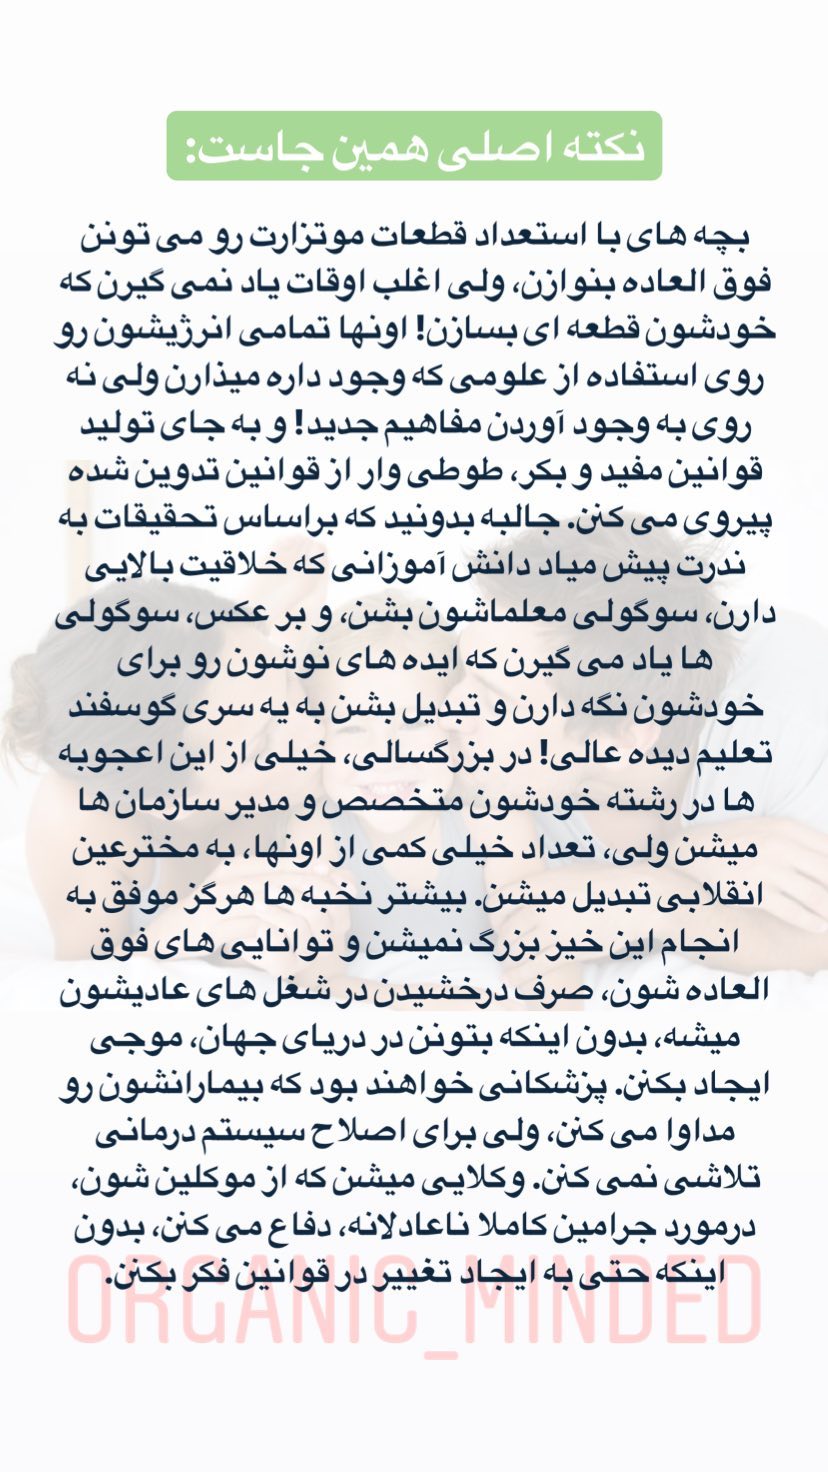 نکته اصلی همین جاست:
بچه های با استعداد قطعات موتزارت رو می تونن
فوق العاده بنوازن، ولی اغلب اوقات یاد نمی گیرن که
خودشون قطعه ای بسازن! اونها تمامی انرژیشون رو
روی استفاده از علومی که وجود داره میذارن ولی نه
روی به وجود آوردن مفاهیم جدید! و به جای تولید
قوانین مفید و بکر، طوطی وار از قوانین تدوین شده
پیروی می کنن. جالبه بدونید که براساس تحقیقات به
ندرت پیش میاد دانش آموزانی که خلاقیت بالایی
دارن، سوگولی معلماشون بشن، و بر عکس، سوگولی
ها یاد می گیرن که ایده های نوشون رو برای
خودشون نگه دارن و تبدیل بشن به یه سری گوسفند
تعلیم دیده عالی! در بزرگسالی، خیلی از این اعجوبه
ها در رشته خودشون متخصص و مدیر سازمان ها
میشن ولی، تعداد خیلی کمی از اونها، به مخترعین
انقلابی تبدیل میشن. بیشتر نخبه ها هرگز موفق به
انجام این خیز بزرگ نمیشن و توانایی های فوق
العاده شون، صرف درخشیدن در شغل های عادیشون
میشه، بدون اینکه بتونن در دریای جهان، موجی
ایجاد بکنن. پزشکانی خواهند بود که بیمارانشون رو
مداوا می کنن، ولی برای اصلاح سیستم درمانی
تلاشی نمی کنن. وکلایی میشن که از موکلین شون،
درمورد جرامین کاملا ناعادلانه، دفاع می کنن، بدون
اینکه حتی به ایجاد تغییر در قوانین فکر بکنن.
ORGANIC_MINDED